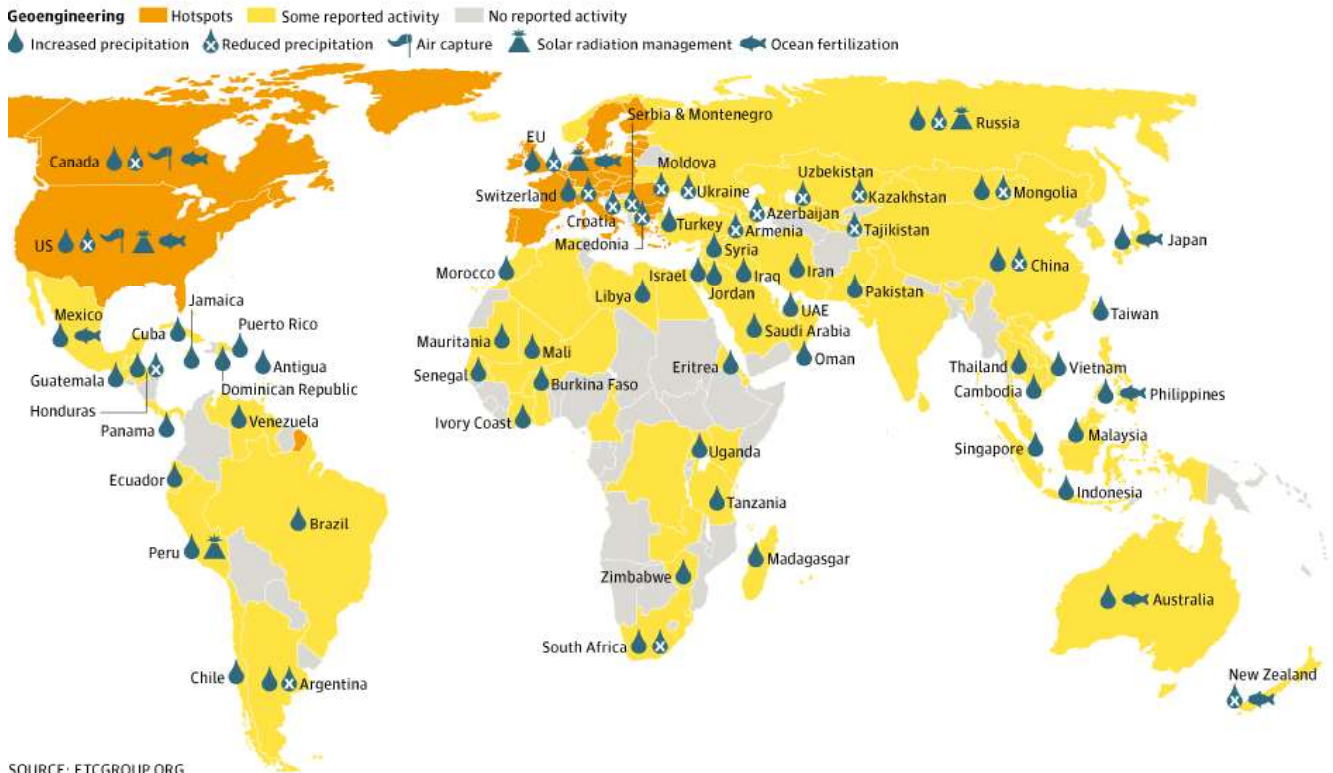 Geoengineering Hotspots Some reported activity No reported activity
Increased precipitation Reduced precipitation Air capture Solar radiation management Ocean fertilization
Serbia & Montenegro
Russia
EU
Canada
Moldova
Uzbekistan
Switzerland
Ukraine
Kazakhstan
Mongolia
Croatia
Azerbaijan
Turkey
Armenia
Tajikistan
US
Macedonia
Syria
Japan
China
Morocco
Israel
Iraq
Iran
Jamaica
Libya
Jordan
Pakistan
Mexico
Cuba
Puerto Rico
UAE
Taiwan
Mauritania
Saudi Arabia
Mali
Antigua
Oman
Guatemala
Senegal
Eritrea
Thailand
Vietnam
Dominican Republic
Burkina Faso
Cambodia
Philippines
Honduras
Venezuela
Ivory Coast
Panama
Malaysia
Uganda
Singapore
Ecuador
Indonesia
Tanzania
Brazil
Peru
Madagasgar
Zimbabwe
Australia
South Africa
New Zealand
Chile
Argentina
SOURCE: ETCGROUP.ORG